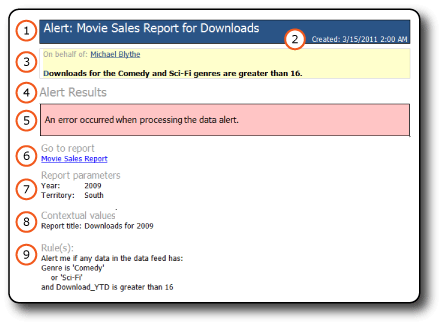 1 Alert: Movie Sales Report for Downloads
2 Created: 3/15/2011 2:00 AM
3 On behalf of: Michael Blythe
Downloads for the Comedy and Sci-Fi genres are greater than 16.
4 Alert Results
5 An error occurred when processing the data alert.
6 Go to report
Movie Sales Report
7 Report parameters
Year: 2009
Territory: South
8 Contextual values
Report title: Downloads for 2009
9 Rule(s):
Alert me if any data in the data feed has:
Genre is 'Comedy'
or 'Sci-Fi'
and Download_YTD is greater than 16